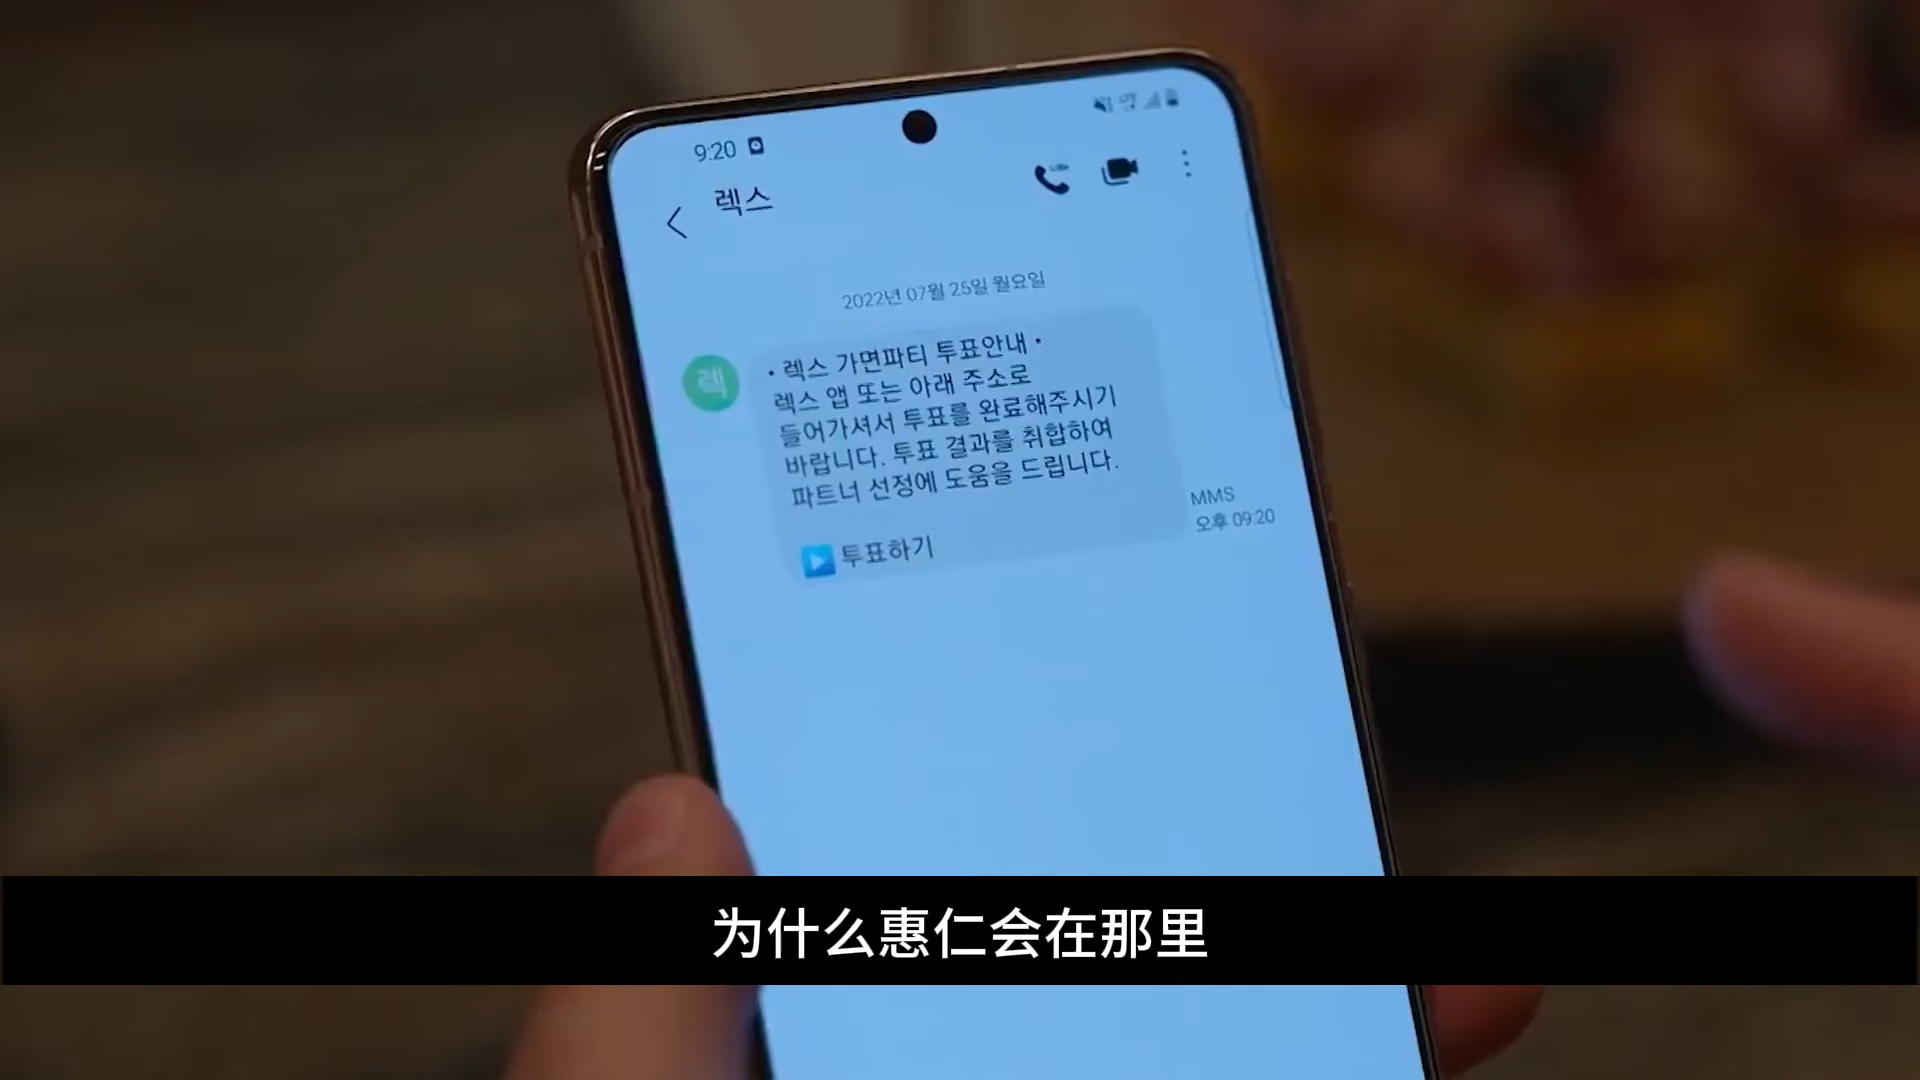 9:20
렉스
2022년 07월 25일 월요일
렉
• 렉스 가면파티 투표안내 •
렉스 앱 또는 아래 주소로
들어가셔서 투표를 완료해주시기
바랍니다. 투표 결과를 취합하여
파트너 선정에 도움을 드립니다.
▶ 투표하기
MMS
오후 09:20
为什么惠仁会在那里